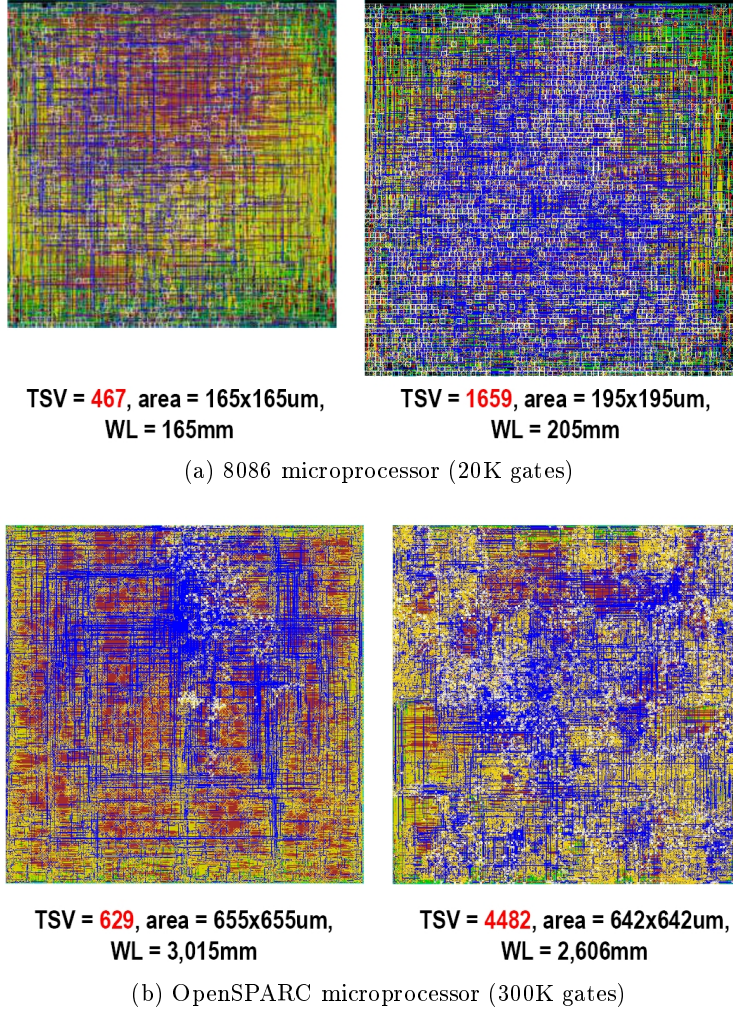 TSV = 467, area = 165x165um,
WL = 165mm
TSV = 1659, area = 195x195um,
WL = 205mm
(a) 8086 microprocessor (20K gates)
TSV = 629, area = 655x655um,
WL = 3,015mm
TSV = 4482, area = 642x642um,
WL = 2,606mm
(b) OpenSPARC microprocessor (300K gates)